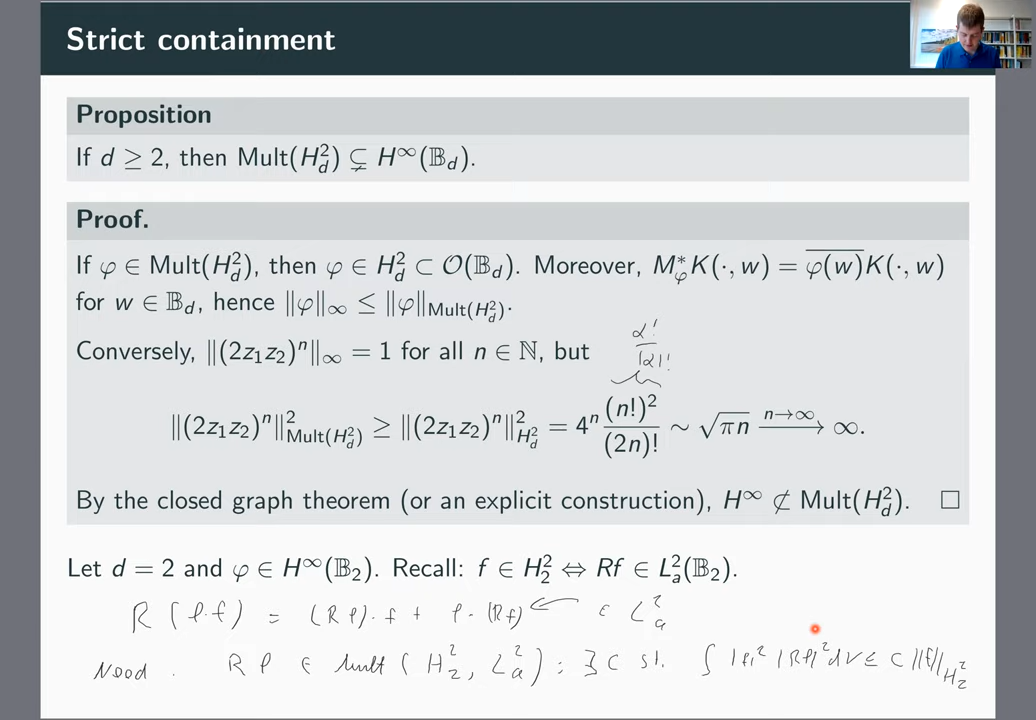 Strict containment
Proposition
If d ≥ 2, then Mult(H²_d) ⊊ H^∞(𝔹_d).
Proof.
If φ ∈ Mult(H²_d), then φ ∈ H²_d ⊂ 𝒪(𝔹_d). Moreover, M*_φ K(·, w) = \overline{φ(w)}K(·, w)
for w ∈ 𝔹_d, hence ‖φ‖_∞ ≤ ‖φ‖_{Mult(H²_d)}.
Conversely, ‖(2z₁z₂)ⁿ‖_∞ = 1 for all n ∈ ℕ, but
α!/|α|!
‖(2z₁z₂)ⁿ‖²_{Mult(H²_d)} ≥ ‖(2z₁z₂)ⁿ‖²_{H²_d} = 4ⁿ (n!)²/(2n)! ∼ √πn \xrightarrow{n→∞} ∞.
By the closed graph theorem (or an explicit construction), H^∞ ⊄ Mult(H²_d). □
Let d = 2 and φ ∈ H^∞(𝔹₂). Recall: f ∈ H²₂ ⇔ Rf ∈ L²_a(𝔹₂).
R(φ·f) = (Rφ)·f + φ·(Rf) ← ∈ L²_a
Need : Rφ ∈ Mult(H²₂, L²_a) : ∃ C st. ∫ |f|² |Rφ|² dV ≤ C ‖f‖_{H²₂}